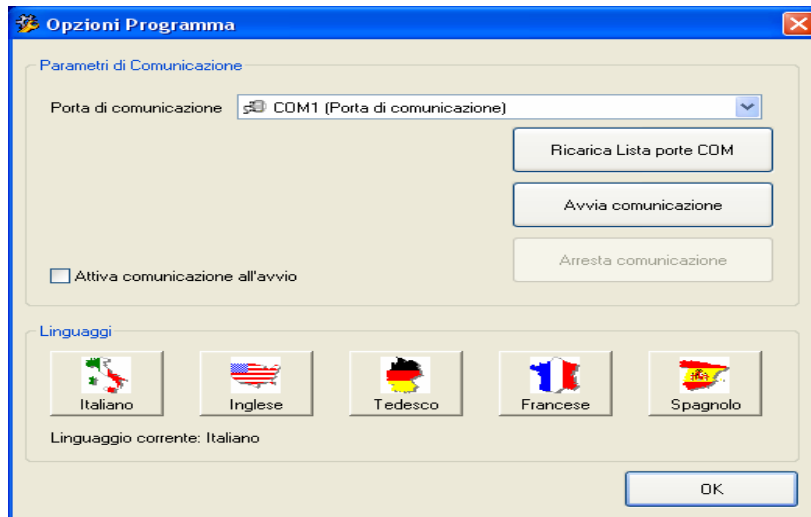 Opzioni Programma
Parametri di Comunicazione
Porta di comunicazione COM1 (Porta di comunicazione)
Ricarica Lista porte COM
Avvia comunicazione
Arresta comunicazione
Attiva comunicazione all'avvio
Linguaggi
Italiano Inglese Tedesco Francese Spagnolo
Linguaggio corrente: Italiano
OK